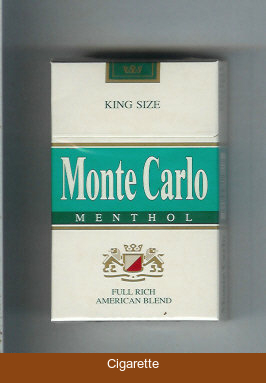 KING SIZE
Monte Carlo
MENTHOL
FULL RICH
AMERICAN BLEND
Cigarette